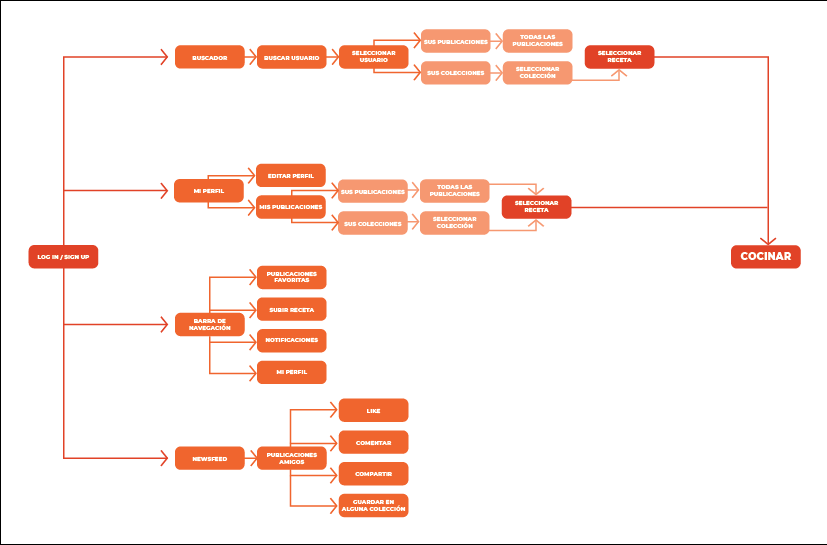 BUSCADOR
BUSCAR USUARIO
SELECCIONAR
USUARIO
SUS PUBLICACIONES
TODAS LAS
PUBLICACIONES
SUS COLECCIONES
SELECCIONAR
COLECCIÓN
SELECCIONAR
RECETA
MI PERFIL
EDITAR PERFIL
MIS PUBLICACIONES
SUS PUBLICACIONES
TODAS LAS
PUBLICACIONES
SUS COLECCIONES
SELECCIONAR
COLECCIÓN
SELECCIONAR
RECETA
LOG IN / SIGN UP
COCINAR
BARRA DE
NAVEGACIÓN
PUBLICACIONES
FAVORITAS
SUBIR RECETA
NOTIFICACIONES
MI PERFIL
NEWSFEED
PUBLICACIONES
AMIGOS
LIKE
COMENTAR
COMPARTIR
GUARDAR EN
ALGUNA COLECCIÓN